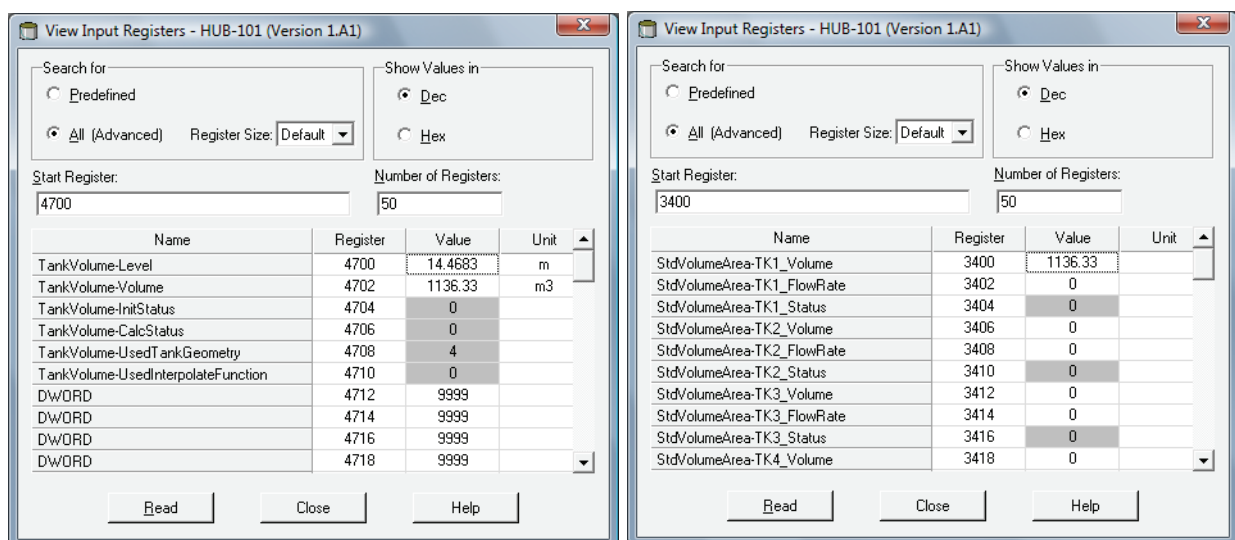 View Input Registers - HUB-101 (Version 1.A1)
Search for
Show Values in
Predefined
Dec
All (Advanced) Register Size: Default
Hex
Start Register:
Number of Registers:
4700
50
Name Register Value Unit
TankVolume-Level 4700 14.4683 m
TankVolume-Volume 4702 1136.33 m3
TankVolume-InitStatus 4704 0
TankVolume-CalcStatus 4706 0
TankVolume-UsedTankGeometry 4708 4
TankVolume-UsedInterpolateFunction 4710 0
DWORD 4712 9999
DWORD 4714 9999
DWORD 4716 9999
DWORD 4718 9999
Read Close Help
View Input Registers - HUB-101 (Version 1.A1)
Search for
Show Values in
Predefined
Dec
All (Advanced) Register Size: Default
Hex
Start Register:
Number of Registers:
3400
50
Name Register Value Unit
StdVolumeArea-TK1_Volume 3400 1136.33
StdVolumeArea-TK1_FlowRate 3402 0
StdVolumeArea-TK1_Status 3404 0
StdVolumeArea-TK2_Volume 3406 0
StdVolumeArea-TK2_FlowRate 3408 0
StdVolumeArea-TK2_Status 3410 0
StdVolumeArea-TK3_Volume 3412 0
StdVolumeArea-TK3_FlowRate 3414 0
StdVolumeArea-TK3_Status 3416 0
StdVolumeArea-TK4_Volume 3418 0
Read Close Help